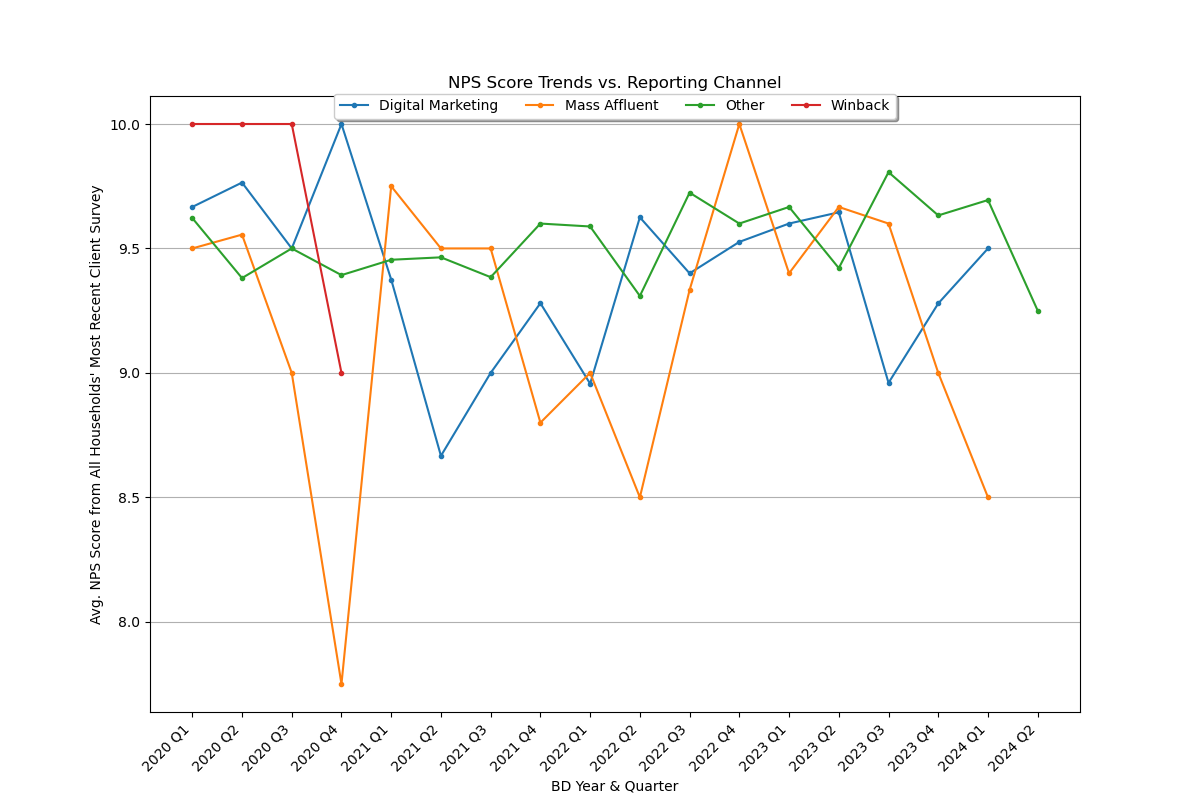 NPS Score Trends vs. Reporting Channel
Digital Marketing
Mass Affluent
Other
Winback
Avg. NPS Score from All Households' Most Recent Client Survey
10.0
9.5
9.0
8.5
8.0
2020 Q1
2020 Q2
2020 Q3
2020 Q4
2021 Q1
2021 Q2
2021 Q3
2021 Q4
2022 Q1
2022 Q2
2022 Q3
2022 Q4
2023 Q1
2023 Q2
2023 Q3
2023 Q4
2024 Q1
2024 Q2
BD Year & Quarter